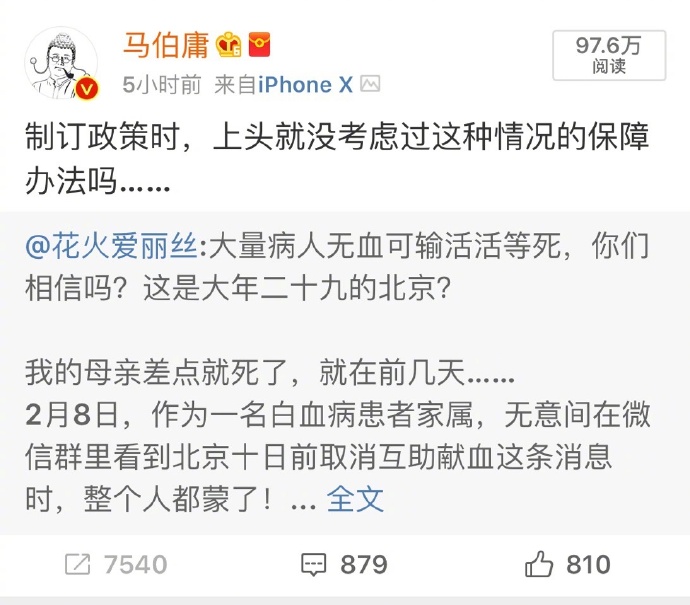 马伯庸
97.6万
阅读
5小时前 来自iPhone X
制订政策时，上头就没考虑过这种情况的保障
办法吗……
@花火爱丽丝:大量病人无血可输活活等死，你们
相信吗？这是大年二十九的北京？
我的母亲差点就死了，就在前几天……
2月8日，作为一名白血病患者家属，无意间在微
信群里看到北京十日前取消互助献血这条消息
时，整个人都蒙了！... 全文
7540
879
810